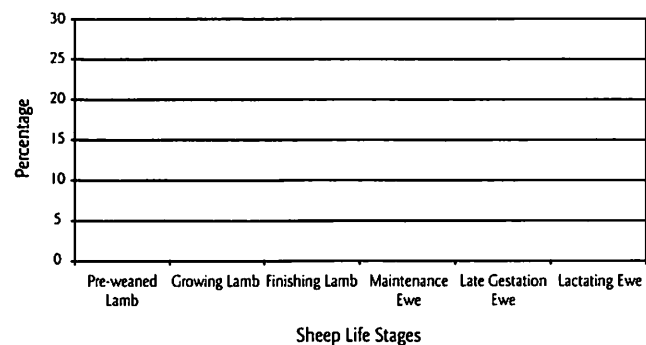 30
25
20
15
10
5
0
Percentage
Pre-weaned Lamb
Growing Lamb
Finishing Lamb
Maintenance Ewe
Late Gestation Ewe
Lactating Ewe
Sheep Life Stages